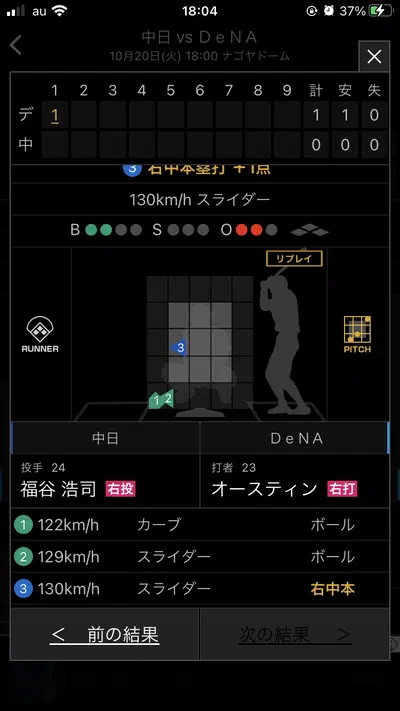 au 18:04 37%
中日 vs DeNA
10月20日(火) 18:00 ナゴヤドーム
1 2 3 4 5 6 7 8 9 計 安 失
デ 1 1 1 0
中 0 0 0
3 右中本塁打 +1点
130km/h スライダー
B S O
リプレイ
3
1 2
RUNNER
PITCH
中日 DeNA
投手 24 打者 23
福谷 浩司 右投 オースティン 右打
1 122km/h カーブ ボール
2 129km/h スライダー ボール
3 130km/h スライダー 右中本
< 前の結果 次の結果 >